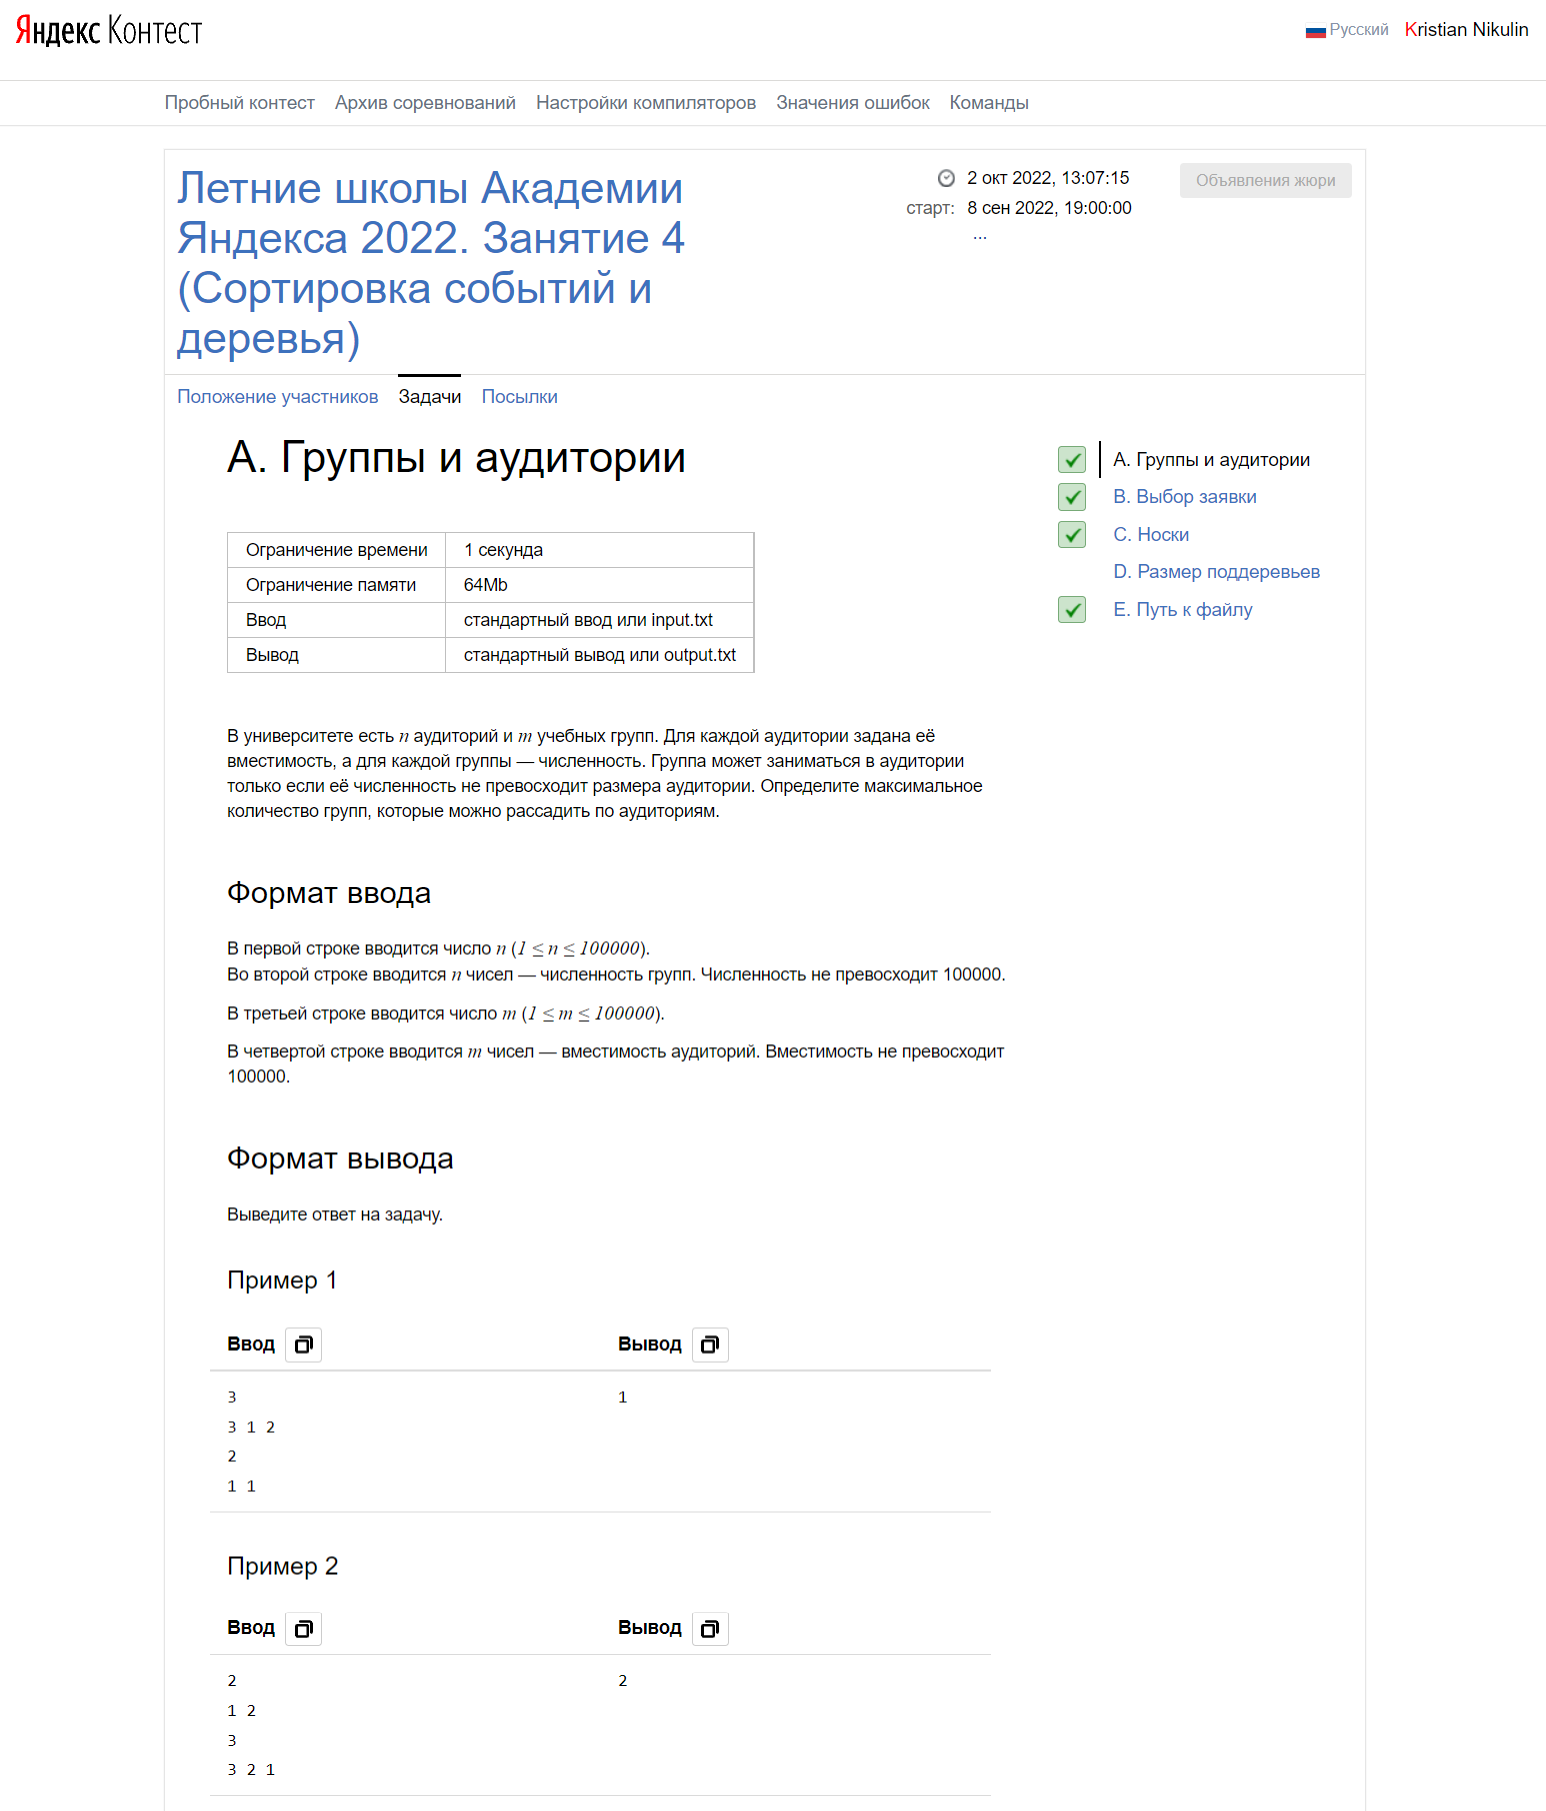 Яндекс Контест
Русский Kristian Nikulin
Пробный контест Архив соревнований Настройки компиляторов Значения ошибок Команды
Летние школы Академии
Яндекса 2022. Занятие 4
(Сортировка событий и
деревья)
2 окт 2022, 13:07:15
старт: 8 сен 2022, 19:00:00
...
Объявления жюри
Положение участников Задачи Посылки
A. Группы и аудитории
Ограничение времени 1 секунда
Ограничение памяти 64Mb
Ввод стандартный ввод или input.txt
Вывод стандартный вывод или output.txt
A. Группы и аудитории
B. Выбор заявки
C. Носки
D. Размер поддеревьев
E. Путь к файлу
В университете есть n аудиторий и m учебных групп. Для каждой аудитории задана её
вместимость, а для каждой группы — численность. Группа может заниматься в аудитории
только если её численность не превосходит размера аудитории. Определите максимальное
количество групп, которые можно рассадить по аудиториям.
Формат ввода
В первой строке вводится число n (1 ≤ n ≤ 100000).
Во второй строке вводится n чисел — численность групп. Численность не превосходит 100000.
В третьей строке вводится число m (1 ≤ m ≤ 100000).
В четвертой строке вводится m чисел — вместимость аудиторий. Вместимость не превосходит
100000.
Формат вывода
Выведите ответ на задачу.
Пример 1
Ввод Вывод
3 1
3 1 2
2
1 1
Пример 2
Ввод Вывод
2 2
1 2
3
3 2 1